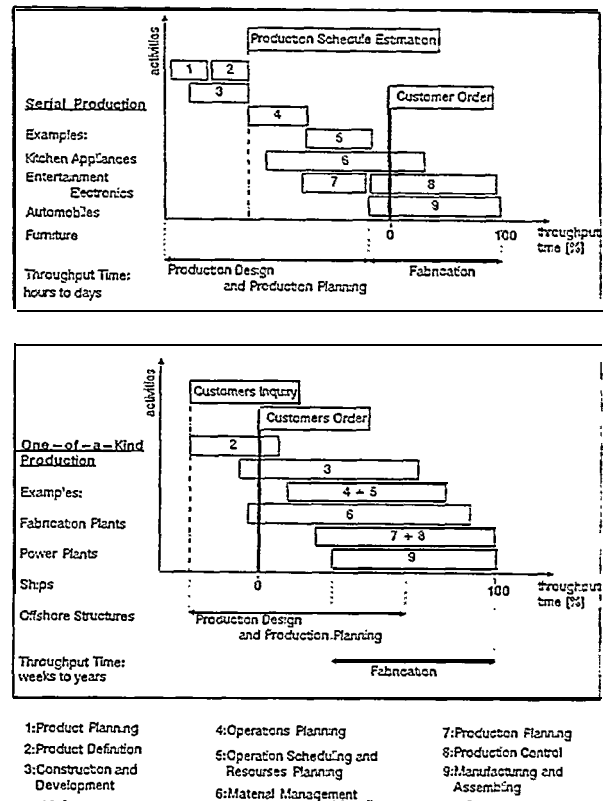 activities
Production Schedule Estimation
1 2
3
Customer Order
Serial Production
4
Examples:
5
Kitchen Appliances
6
Entertainment
Electronics
7 8
Automobiles
9
Furniture
0 100 throughput
time [%]
Throughput Time:
hours to days
Production Design
and Production Planning
Fabrication
activities
Customers Inquiry
Customers Order
One-of-a-Kind
Production
2
3
Examples:
4 + 5
Fabrication Plants
6
7 + 8
Power Plants
9
Ships
0 100 throughput
time [%]
Offshore Structures
Production Design
and Production Planning
Throughput Time:
weeks to years
Fabrication
1:Product Planning
2:Product Definition
3:Construction and
Development
4:Operations Planning
5:Operation Scheduling and
Resourses Planning
6:Material Management
7:Production Planning
8:Production Control
9:Manufacturing and
Assembling